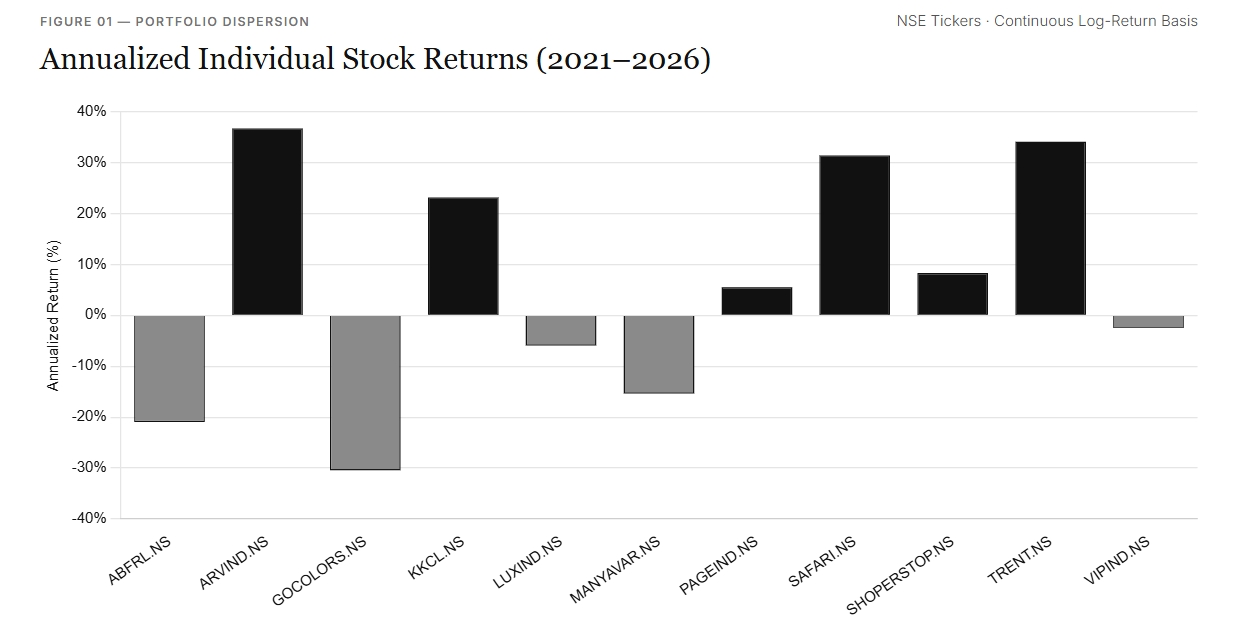 FIGURE 01 — PORTFOLIO DISPERSION
NSE Tickers · Continuous Log-Return Basis
Annualized Individual Stock Returns (2021–2026)
40%
30%
20%
10%
0%
-10%
-20%
-30%
-40%
Annualized Return (%)
ABFRL.NS
ARVIND.NS
GOCOLORS.NS
KKCL.NS
LUXIND.NS
MANYAVAR.NS
PAGEIND.NS
SAFARI.NS
SHOPERSTOP.NS
TRENT.NS
VIPIND.NS